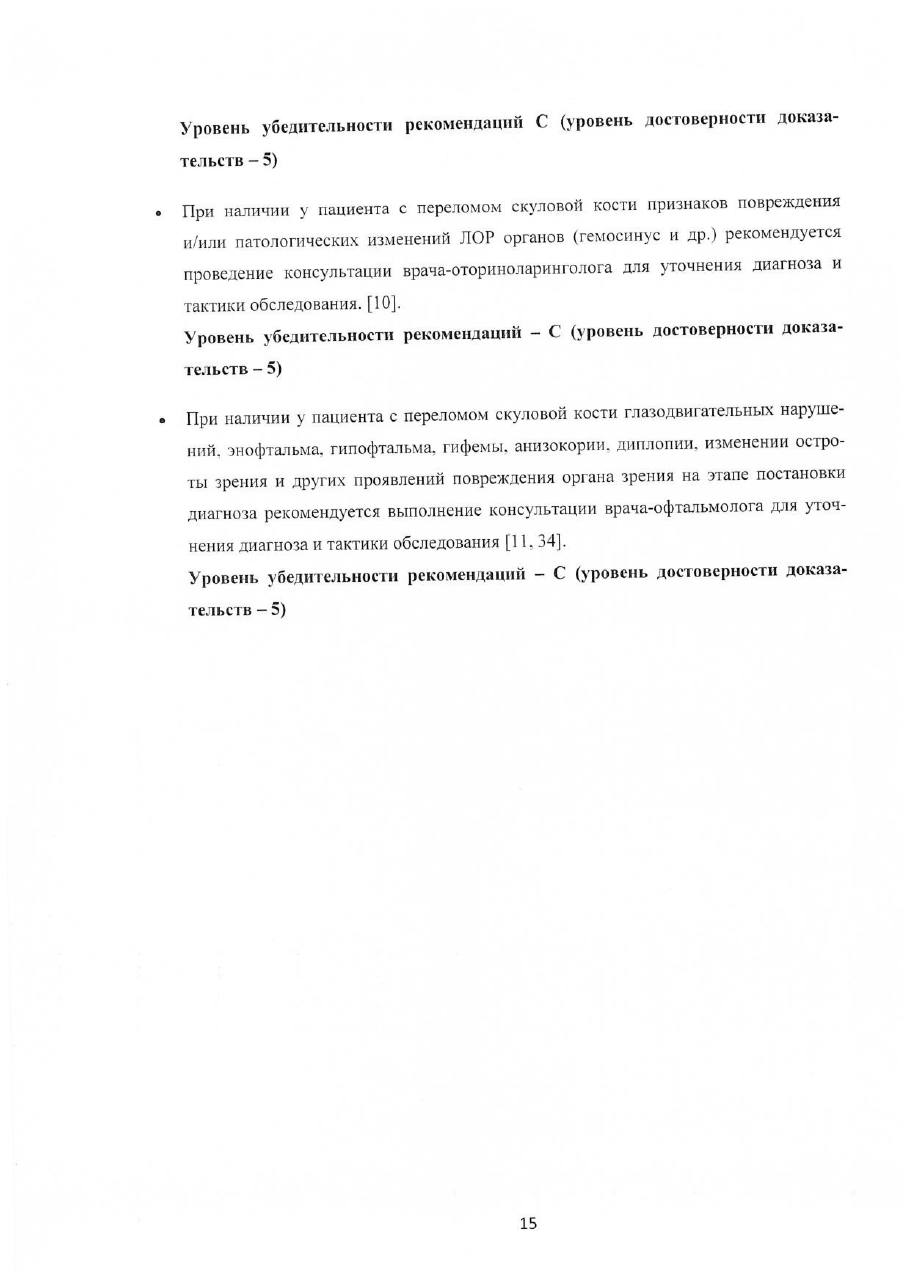 Уровень убедительности рекомендаций С (уровень достоверности доказа-
тельств – 5)
• При наличии у пациента с переломом скуловой кости признаков повреждения
и/или патологических изменений ЛОР органов (гемосинус и др.) рекомендуется
проведение консультации врача-оториноларинголога для уточнения диагноза и
тактики обследования. [10].
Уровень убедительности рекомендаций – С (уровень достоверности доказа-
тельств – 5)
• При наличии у пациента с переломом скуловой кости глазодвигательных наруше-
ний, энофтальма, гипофтальма, гифемы, анизокории, диплопии, изменении остро-
ты зрения и других проявлений повреждения органа зрения на этапе постановки
диагноза рекомендуется выполнение консультации врача-офтальмолога для уточ-
нения диагноза и тактики обследования [11, 34].
Уровень убедительности рекомендаций – С (уровень достоверности доказа-
тельств – 5)
15